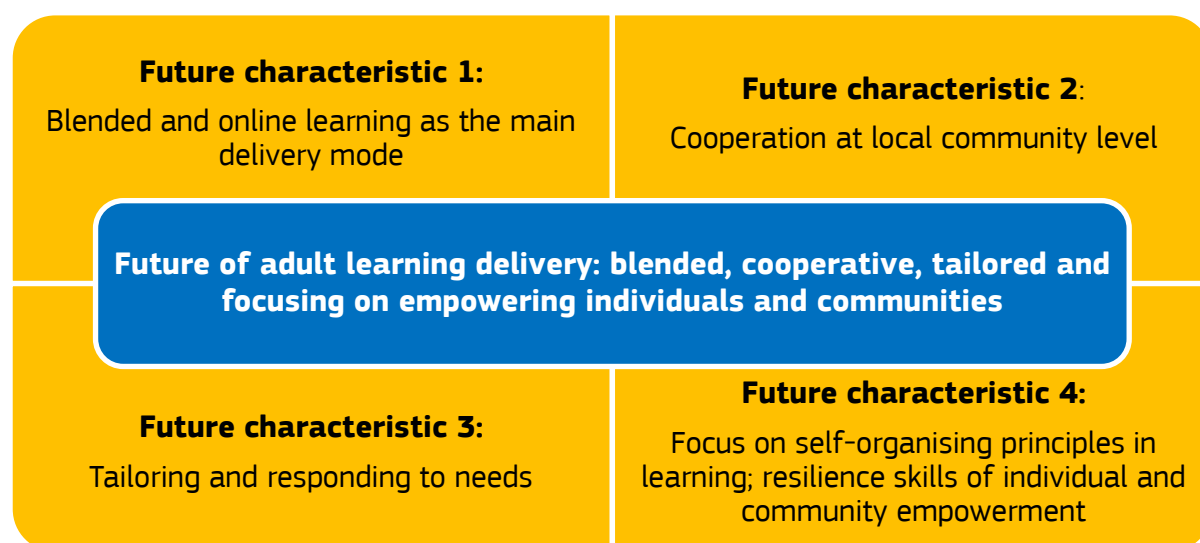 Future characteristic 1:
Blended and online learning as the main
delivery mode
Future characteristic 2:
Cooperation at local community level
Future of adult learning delivery: blended, cooperative, tailored and
focusing on empowering individuals and communities
Future characteristic 3:
Tailoring and responding to needs
Future characteristic 4:
Focus on self-organising principles in
learning; resilience skills of individual and
community empowerment